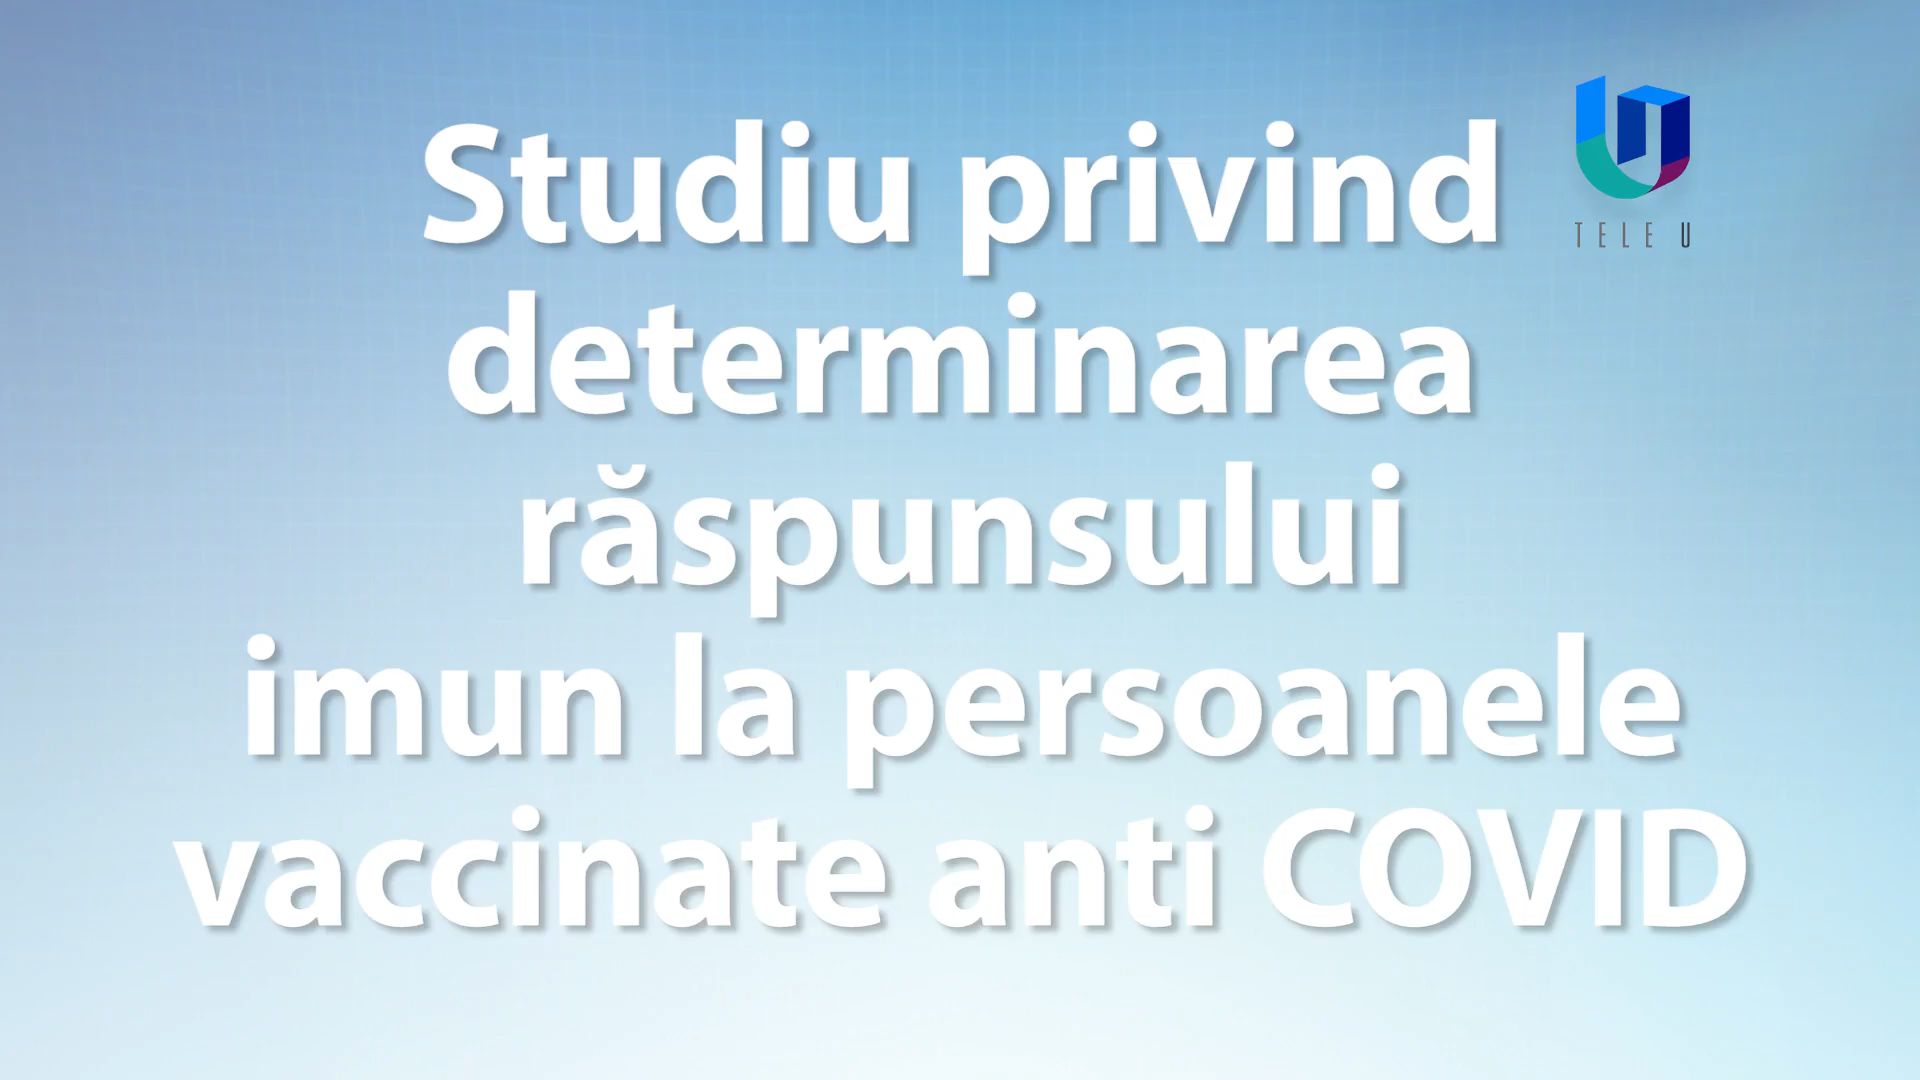 Studiu privind
TELE U
determinarea
răspunsului
imun la persoanele
vaccinate anti COVID